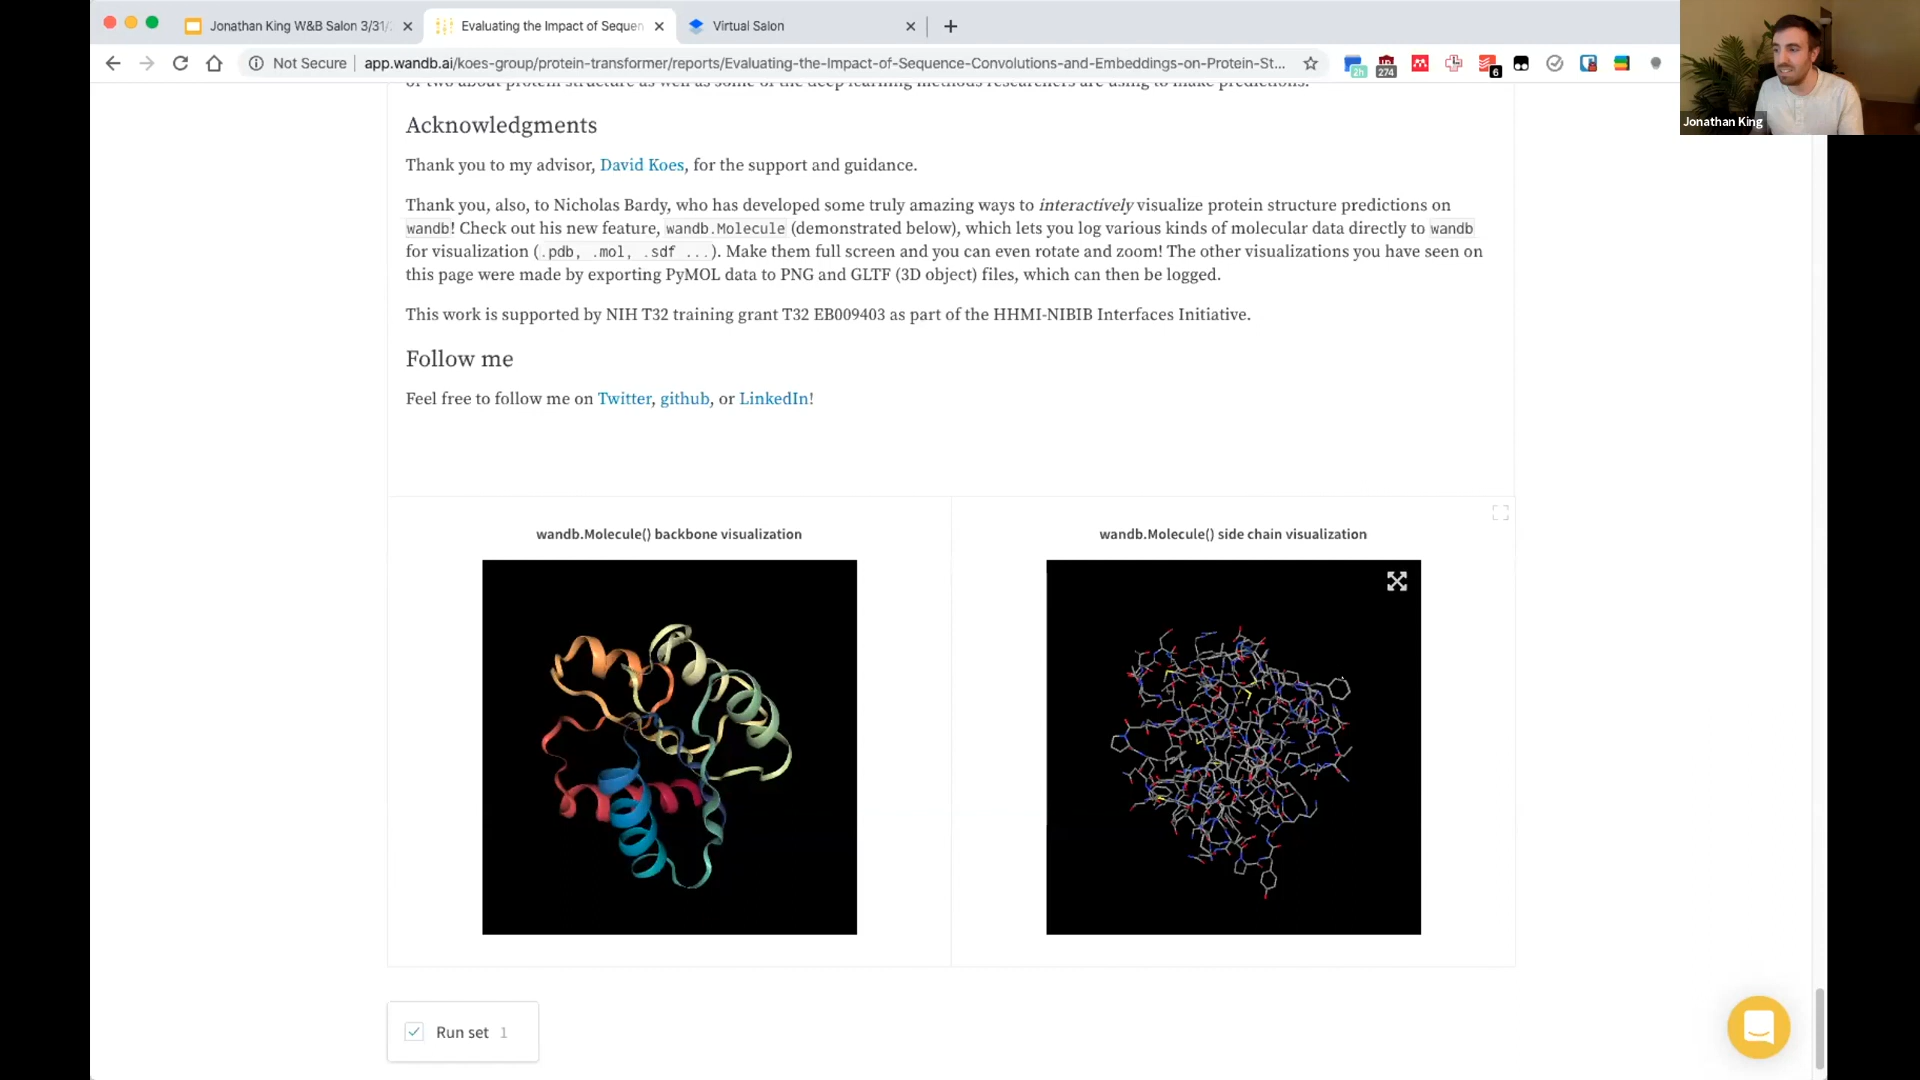 Jonathan King W&B Salon 3/31/
Evaluating the Impact of Sequen
Virtual Salon
Not Secure
app.wandb.ai/koes-group/protein-transformer/reports/Evaluating-the-Impact-of-Sequence-Convolutions-and-Embeddings-on-Protein-St...
2h
274
6
Jonathan King
or two about protein structure as well as some of the deep learning methods researchers are using to make predictions.
Acknowledgments
Thank you to my advisor, David Koes, for the support and guidance.
Thank you, also, to Nicholas Bardy, who has developed some truly amazing ways to interactively visualize protein structure predictions on
wandb! Check out his new feature, wandb.Molecule (demonstrated below), which lets you log various kinds of molecular data directly to wandb
for visualization (.pdb, .mol, .sdf ...). Make them full screen and you can even rotate and zoom! The other visualizations you have seen on
this page were made by exporting PyMOL data to PNG and GLTF (3D object) files, which can then be logged.
This work is supported by NIH T32 training grant T32 EB009403 as part of the HHMI-NIBIB Interfaces Initiative.
Follow me
Feel free to follow me on Twitter, github, or LinkedIn!
wandb.Molecule() backbone visualization
wandb.Molecule() side chain visualization
Run set 1